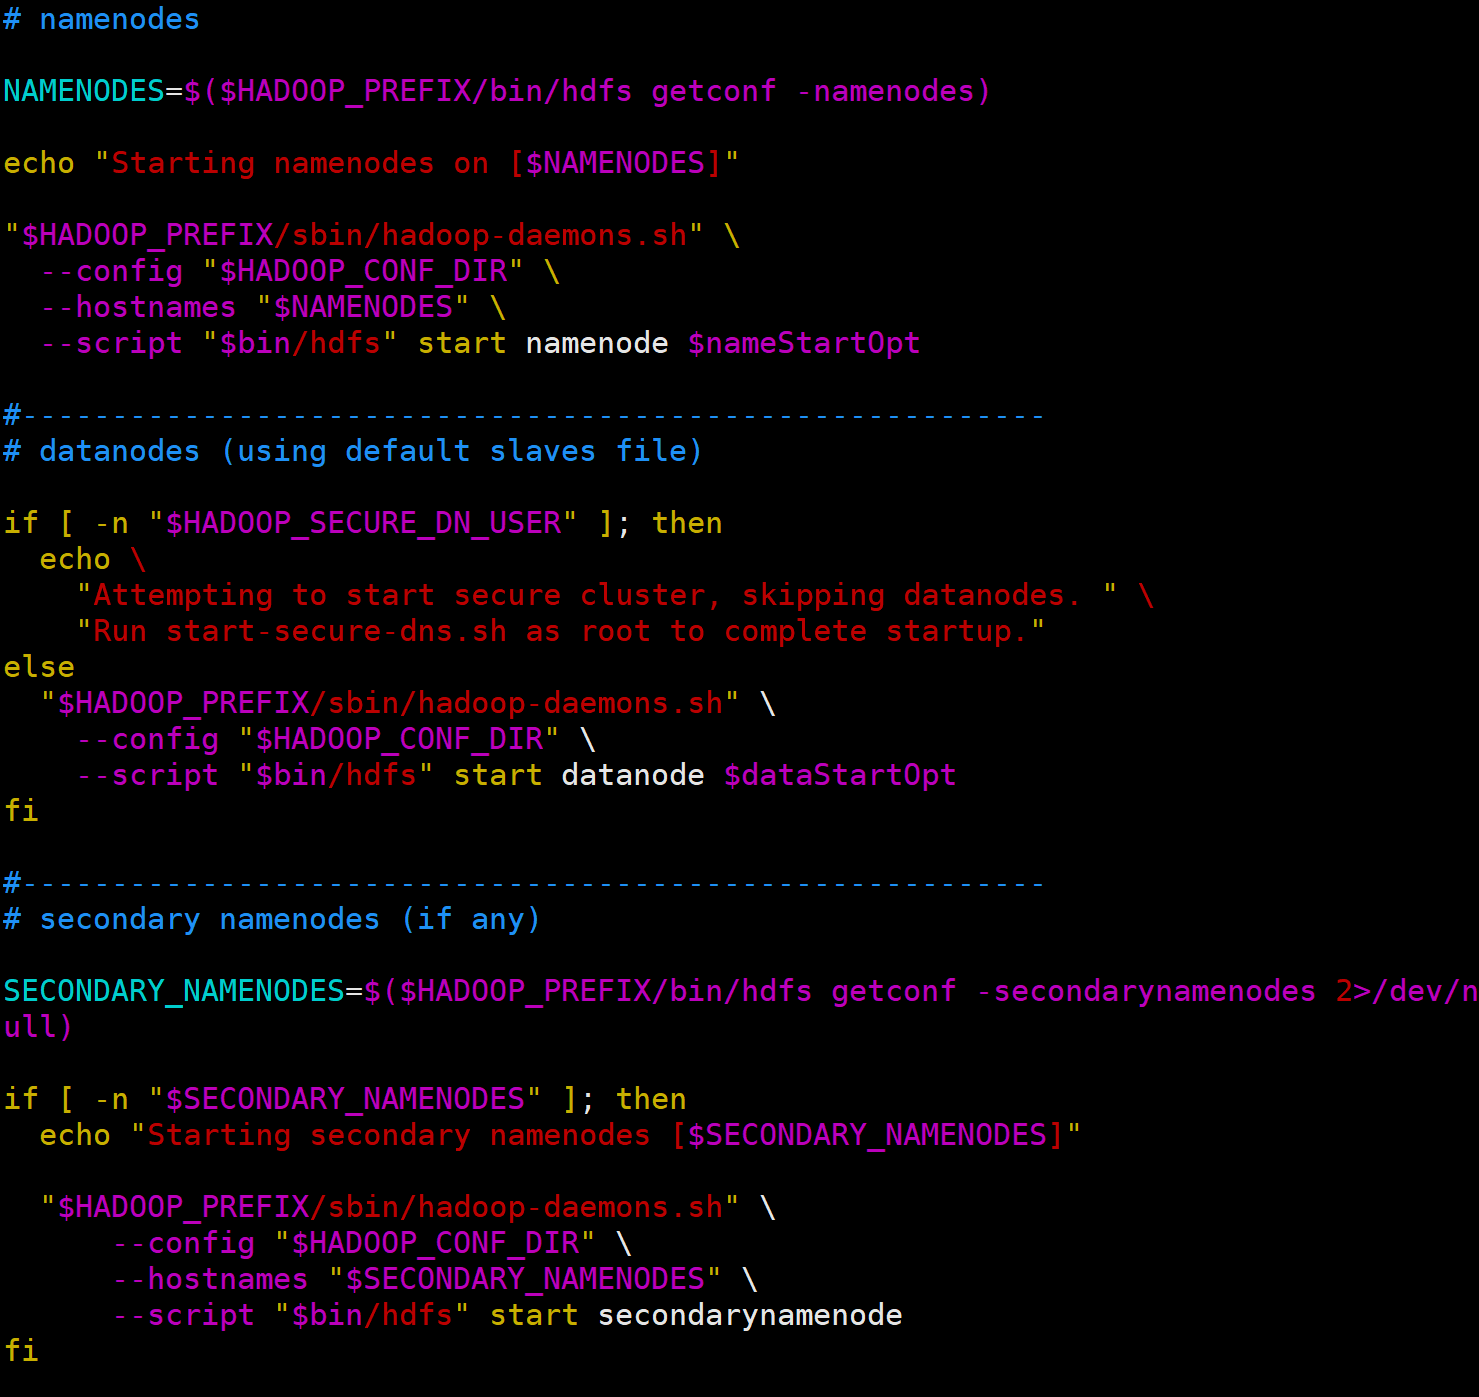 # namenodes
NAMENODES=$($HADOOP_PREFIX/bin/hdfs getconf -namenodes)
echo "Starting namenodes on [$NAMENODES]"
"$HADOOP_PREFIX/sbin/hadoop-daemons.sh" \
  --config "$HADOOP_CONF_DIR" \
  --hostnames "$NAMENODES" \
  --script "$bin/hdfs" start namenode $nameStartOpt
#---------------------------------------------------------
# datanodes (using default slaves file)
if [ -n "$HADOOP_SECURE_DN_USER" ]; then
  echo \
    "Attempting to start secure cluster, skipping datanodes. " \
    "Run start-secure-dns.sh as root to complete startup."
else
  "$HADOOP_PREFIX/sbin/hadoop-daemons.sh" \
    --config "$HADOOP_CONF_DIR" \
    --script "$bin/hdfs" start datanode $dataStartOpt
fi
#---------------------------------------------------------
# secondary namenodes (if any)
SECONDARY_NAMENODES=$($HADOOP_PREFIX/bin/hdfs getconf -secondarynamenodes 2>/dev/n
ull)
if [ -n "$SECONDARY_NAMENODES" ]; then
  echo "Starting secondary namenodes [$SECONDARY_NAMENODES]"
  "$HADOOP_PREFIX/sbin/hadoop-daemons.sh" \
      --config "$HADOOP_CONF_DIR" \
      --hostnames "$SECONDARY_NAMENODES" \
      --script "$bin/hdfs" start secondarynamenode
fi